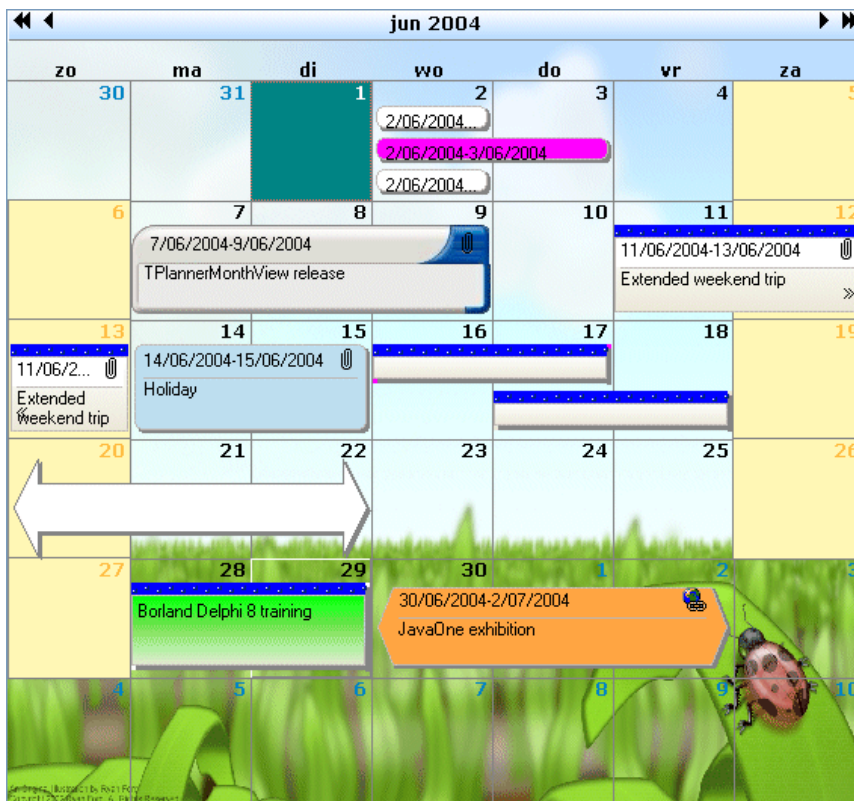 jun 2004
zo ma di wo do vr za
30 31 1 2 3 4 5
2/06/2004...
2/06/2004-3/06/2004
2/06/2004...
6 7 8 9 10 11 12
7/06/2004-9/06/2004
TPlannerMonthView release
11/06/2004-13/06/2004
Extended weekend trip
13 14 15 16 17 18 19
11/06/2...
Extended
weekend trip
14/06/2004-15/06/2004
Holiday
20 21 22 23 24 25 26
27 28 29 30 1 2 3
Borland Delphi 8 training
30/06/2004-2/07/2004
JavaOne exhibition
4 5 6 7 8 9 10